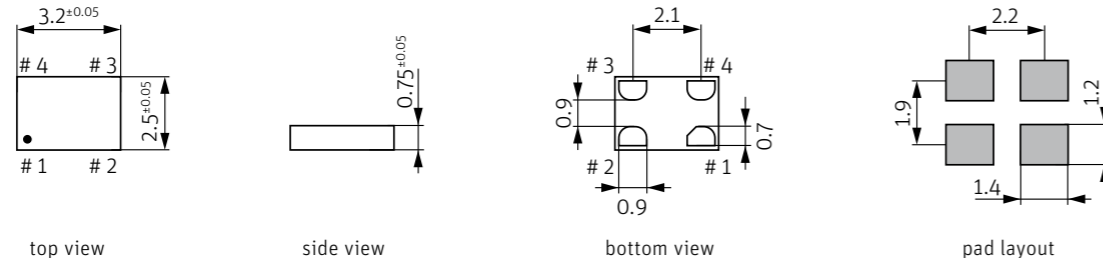 3.2±0.05
# 4 # 3
2.5±0.05
# 1 # 2
top view
0.75±0.05
side view
2.1
# 3 # 4
0.9
0.7
# 2 # 1
0.9
bottom view
2.2
1.9
1.2
1.4
pad layout